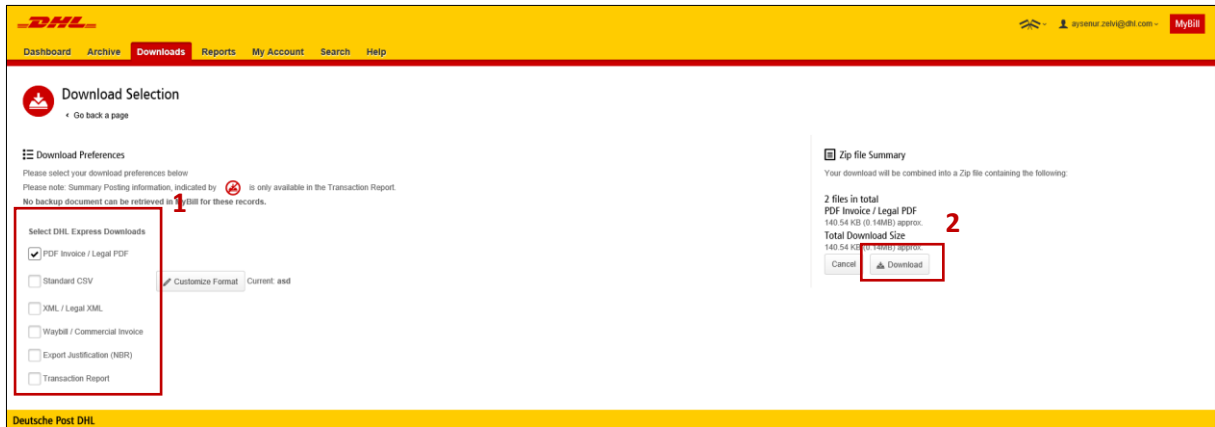 DHL
aysenur.zelvi@dhl.com
MyBill
Dashboard Archive Downloads Reports My Account Search Help
Download Selection
Go back a page
Download Preferences
Please select your download preferences below
Please note: Summary Posting information, indicated by is only available in the Transaction Report.
No backup document can be retrieved in MyBill for these records.
1
Select DHL Express Downloads
PDF Invoice / Legal PDF
Standard CSV
Customize Format Current: asd
XML / Legal XML
Waybill / Commercial Invoice
Export Justification (NBR)
Transaction Report
Zip file Summary
Your download will be combined into a Zip file containing the following:
2 files in total
PDF Invoice / Legal PDF
140.54 KB (0.14MB) approx.
2
Total Download Size
140.54 KB (0.14MB) approx.
Cancel Download
Deutsche Post DHL